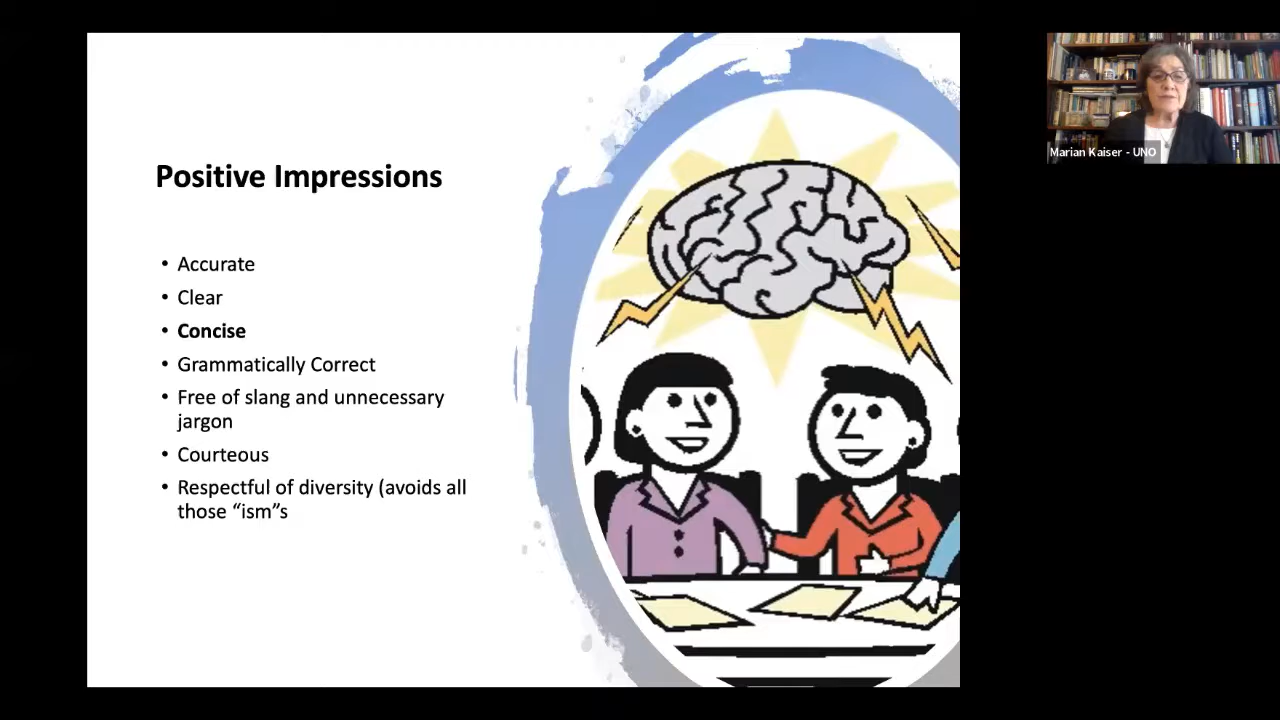 Positive Impressions
• Accurate
• Clear
• Concise
• Grammatically Correct
• Free of slang and unnecessary
jargon
• Courteous
• Respectful of diversity (avoids all
those “ism”s
Marian Kaiser - UNO